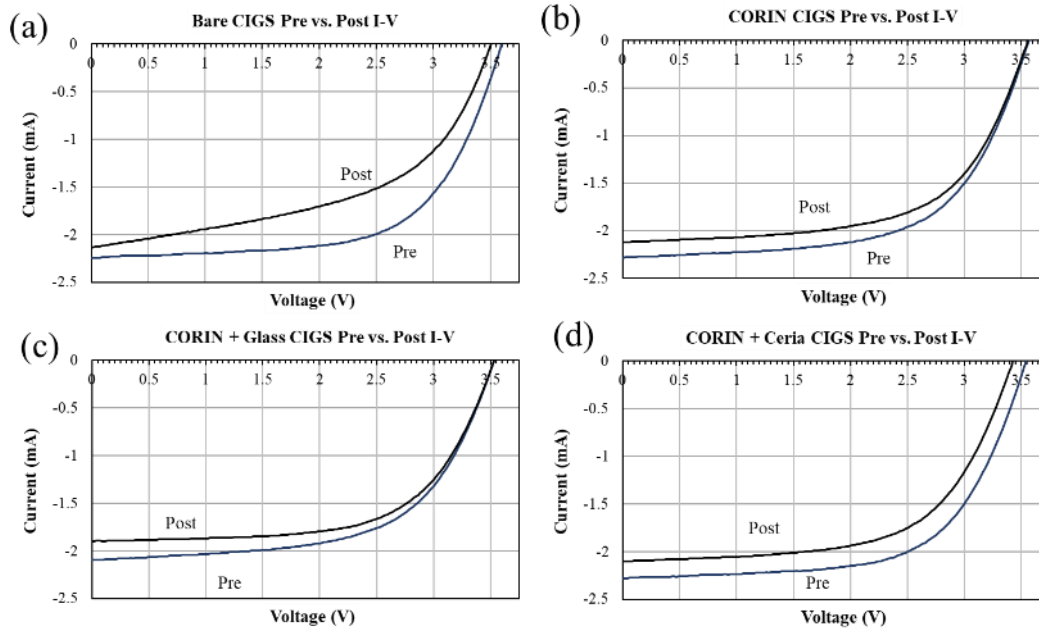 (a)
Bare CIGS Pre vs. Post I-V
0
0 0.5 1 1.5 2 2.5 3 3.5
-0.5
-1
-1.5
-2
-2.5
Current (mA)
Post
Pre
Voltage (V)
(b)
CORIN CIGS Pre vs. Post I-V
0
0 0.5 1 1.5 2 2.5 3 3.5
-0.5
-1
-1.5
-2
-2.5
Current (mA)
Post
Pre
Voltage (V)
(c)
CORIN + Glass CIGS Pre vs. Post I-V
0
0 0.5 1 1.5 2 2.5 3 3.5
-0.5
-1
-1.5
-2
-2.5
Current (mA)
Post
Pre
Voltage (V)
(d)
CORIN + Ceria CIGS Pre vs. Post I-V
0
0 0.5 1 1.5 2 2.5 3 3.5
-0.5
-1
-1.5
-2
-2.5
Current (mA)
Post
Pre
Voltage (V)